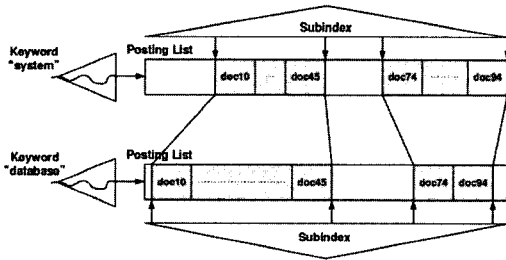 Subindex
Keyword
"system"
Posting List
doc10
doc45
doc74
doc94
Keyword
"database"
Posting List
doc10
doc45
doc74
doc94
Subindex